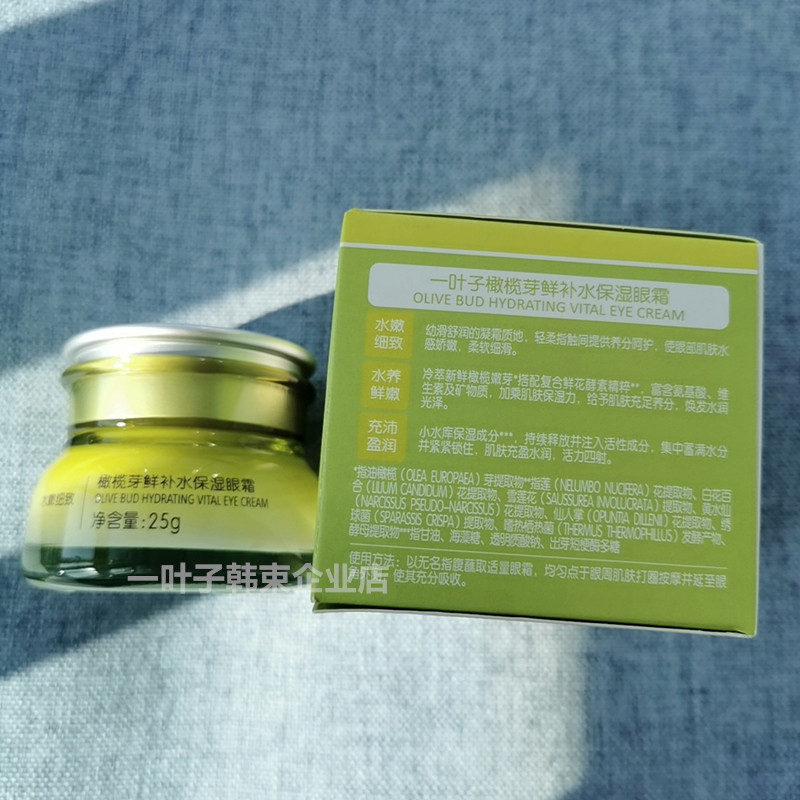 一叶子橄榄芽鲜补水保湿眼霜
OLIVE BUD HYDRATING VITAL EYE CREAM
水嫩
细致
幼滑舒润的凝霜质地，轻柔指触间提供养分呵护，使眼部肌肤水
感娇嫩，柔软细滑。
水养
鲜嫩
冷萃新鲜橄榄嫩芽*搭配复合鲜花酵素精粹**，富含氨基酸、维
生素及矿物质，加乘肌肤保湿力，给予肌肤充足养分，焕发水润
光泽。
充沛
盈润
小水库保湿成分***，持续释放并注入活性成分，集中蓄满水分
并紧紧锁住，肌肤充盈水润，活力四射。
*指油橄榄（OLEA EUROPAEA）芽提取物**指莲（NELUMBO NUCIFERA）花提取物、白花百
合（LILIUM CANDIDUM）花提取物、雪莲花（SAUSSUREA INVOLUCRATA）提取物、黄水仙
（NARCISSUS PSEUDO-NARCISSUS）花提取物、仙人掌（OPUNTIA DILLENII）花提取物、绣
球菌（SPARASSIS CRISPA）提取物、嗜热栖热菌（THERMUS THERMOPHILLUS）发酵产物、
酵母提取物***指甘油、海藻糖、透明质酸钠、出芽短梗酶多糖
使用方法：以无名指腹蘸取适量眼霜，均匀点于眼周肌肤打圈按摩并延至眼
使其充分吸收。
水嫩细致
橄榄芽鲜补水保湿眼霜
OLIVE BUD HYDRATING VITAL EYE CREAM
净含量:25g
一叶子韩束企业店